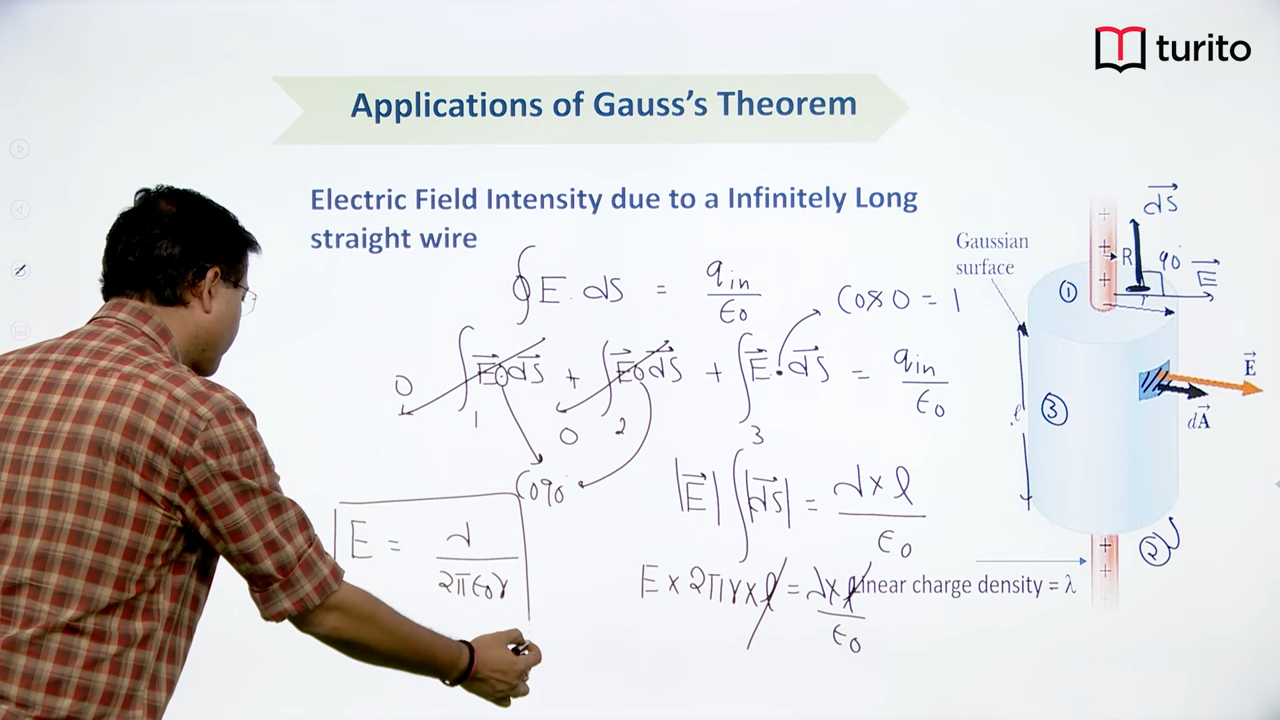 turito
Applications of Gauss's Theorem
Electric Field Intensity due to a Infinitely Long
straight wire
∮ E . ds = q_in / ε0
Cos 0 = 1
∫ E⃗ · ds⃗ + ∫ E⃗ · ds⃗ + ∫ E⃗ · ds⃗ = q_in / ε0
0
1
0
2
3
Cos 90°
|E⃗| ∫ |ds⃗| = λ × l / ε0
E × 2πr × l = λ × l / ε0
E = λ / 2πε0r
Gaussian
surface
ds⃗
R
90°
E⃗
r
①
E⃗
dA⃗
③
ℓ
②
Linear charge density = λ